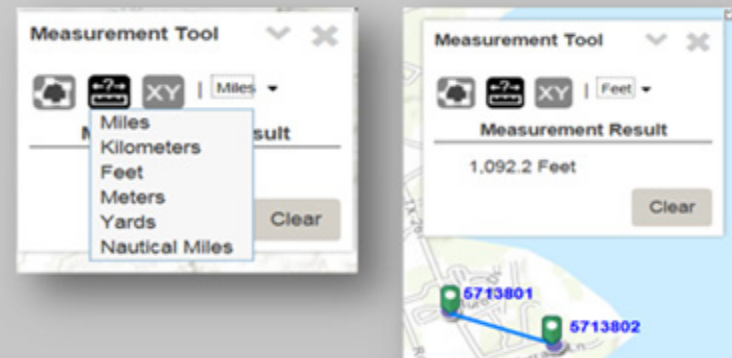 Measurement Tool
XY | Miles
Miles
Kilometers
Feet
Meters
Yards
Nautical Miles
sult
Clear
Measurement Tool
XY | Feet
Measurement Result
1,092.2 Feet
Clear
5713801
5713802